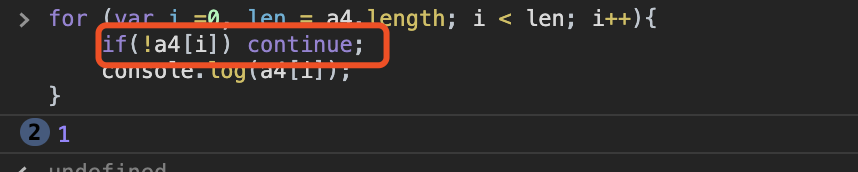 > for (var i =0, len = a4.length; i < len; i++){
if(!a4[i]) continue;
console.log(a4[i]);
}
2 1
undefined